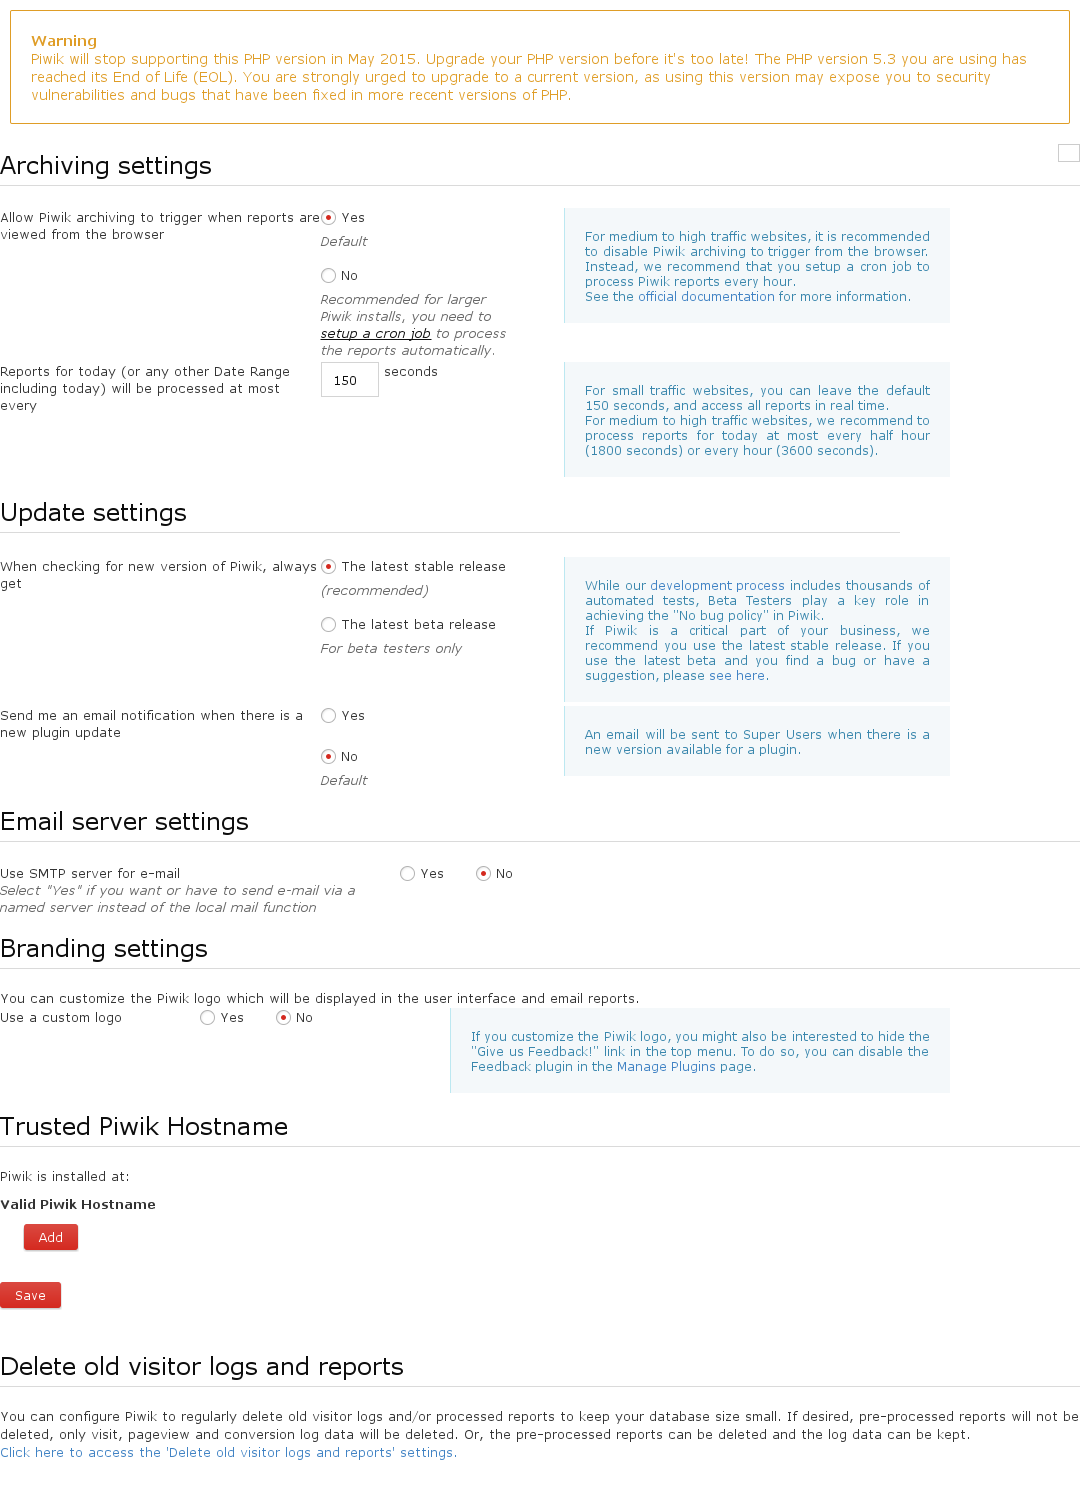 Warning
Piwik will stop supporting this PHP version in May 2015. Upgrade your PHP version before it's too late! The PHP version 5.3 you are using has
reached its End of Life (EOL). You are strongly urged to upgrade to a current version, as using this version may expose you to security
vulnerabilities and bugs that have been fixed in more recent versions of PHP.
Archiving settings
Allow Piwik archiving to trigger when reports are
viewed from the browser
Yes
Default
No
Recommended for larger
Piwik installs, you need to
setup a cron job to process
the reports automatically.
For medium to high traffic websites, it is recommended
to disable Piwik archiving to trigger from the browser.
Instead, we recommend that you setup a cron job to
process Piwik reports every hour.
See the official documentation for more information.
Reports for today (or any other Date Range
including today) will be processed at most
every
150 seconds
For small traffic websites, you can leave the default
150 seconds, and access all reports in real time.
For medium to high traffic websites, we recommend to
process reports for today at most every half hour
(1800 seconds) or every hour (3600 seconds).
Update settings
When checking for new version of Piwik, always
get
The latest stable release
(recommended)
The latest beta release
For beta testers only
While our development process includes thousands of
automated tests, Beta Testers play a key role in
achieving the "No bug policy" in Piwik.
If Piwik is a critical part of your business, we
recommend you use the latest stable release. If you
use the latest beta and you find a bug or have a
suggestion, please see here.
Send me an email notification when there is a
new plugin update
Yes
No
Default
An email will be sent to Super Users when there is a
new version available for a plugin.
Email server settings
Use SMTP server for e-mail
Select "Yes" if you want or have to send e-mail via a
named server instead of the local mail function
Yes No
Branding settings
You can customize the Piwik logo which will be displayed in the user interface and email reports.
Use a custom logo Yes No
If you customize the Piwik logo, you might also be interested to hide the
"Give us Feedback!" link in the top menu. To do so, you can disable the
Feedback plugin in the Manage Plugins page.
Trusted Piwik Hostname
Piwik is installed at:
Valid Piwik Hostname
Add
Save
Delete old visitor logs and reports
You can configure Piwik to regularly delete old visitor logs and/or processed reports to keep your database size small. If desired, pre-processed reports will not be
deleted, only visit, pageview and conversion log data will be deleted. Or, the pre-processed reports can be deleted and the log data can be kept.
Click here to access the 'Delete old visitor logs and reports' settings.